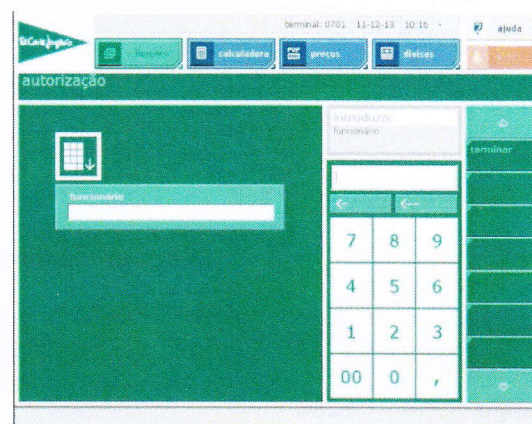 terminal: 0701 11-12-13 10:16
ajuda
El Corte Inglés
funções
calculadora
preços
divisas
autorização
introduza:
funcionário
terminar
funcionário
<-
<--
7 8 9
4 5 6
1 2 3
00 0 ,